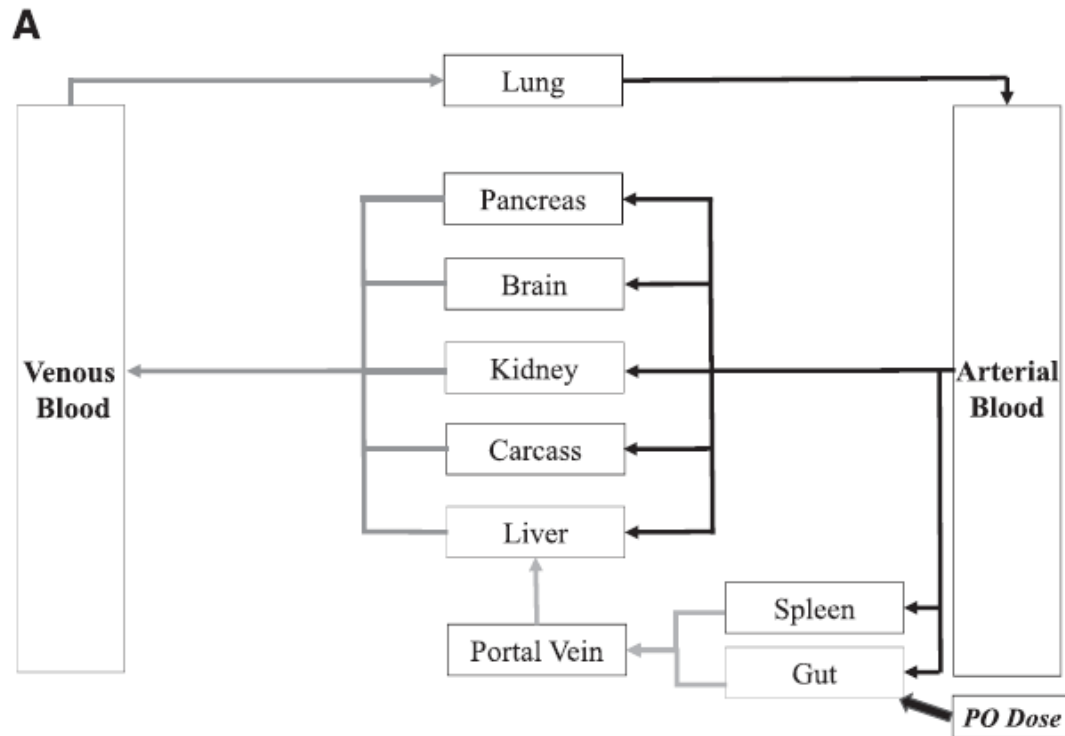 A
Lung
Pancreas
Brain
Kidney
Venous
Blood
Arterial
Blood
Carcass
Liver
Spleen
Portal Vein
Gut
PO Dose